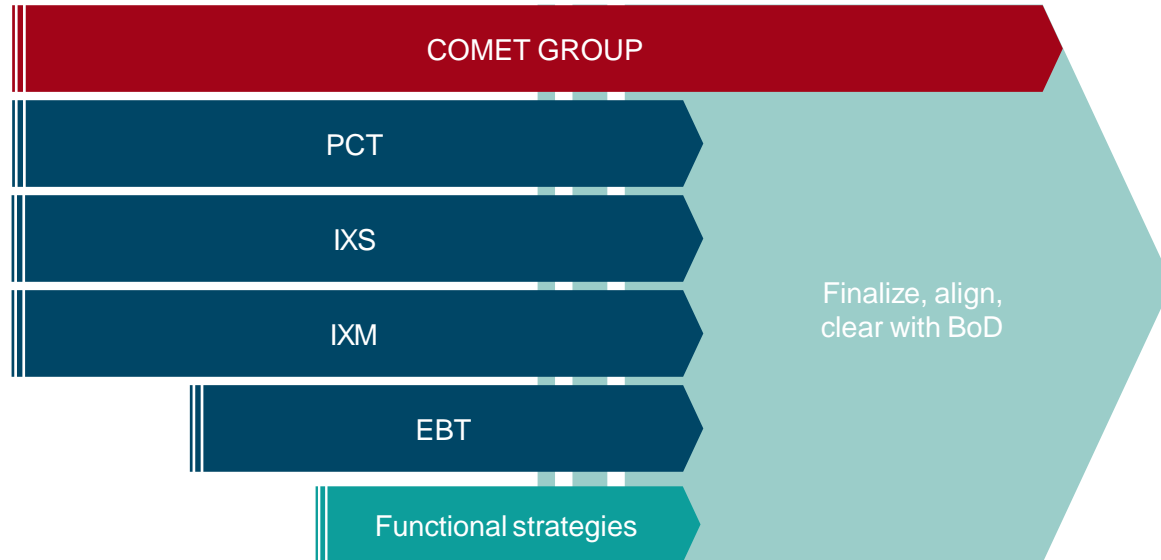 COMET GROUP
PCT
IXS
IXM
EBT
Functional strategies
Finalize, align,
clear with BoD